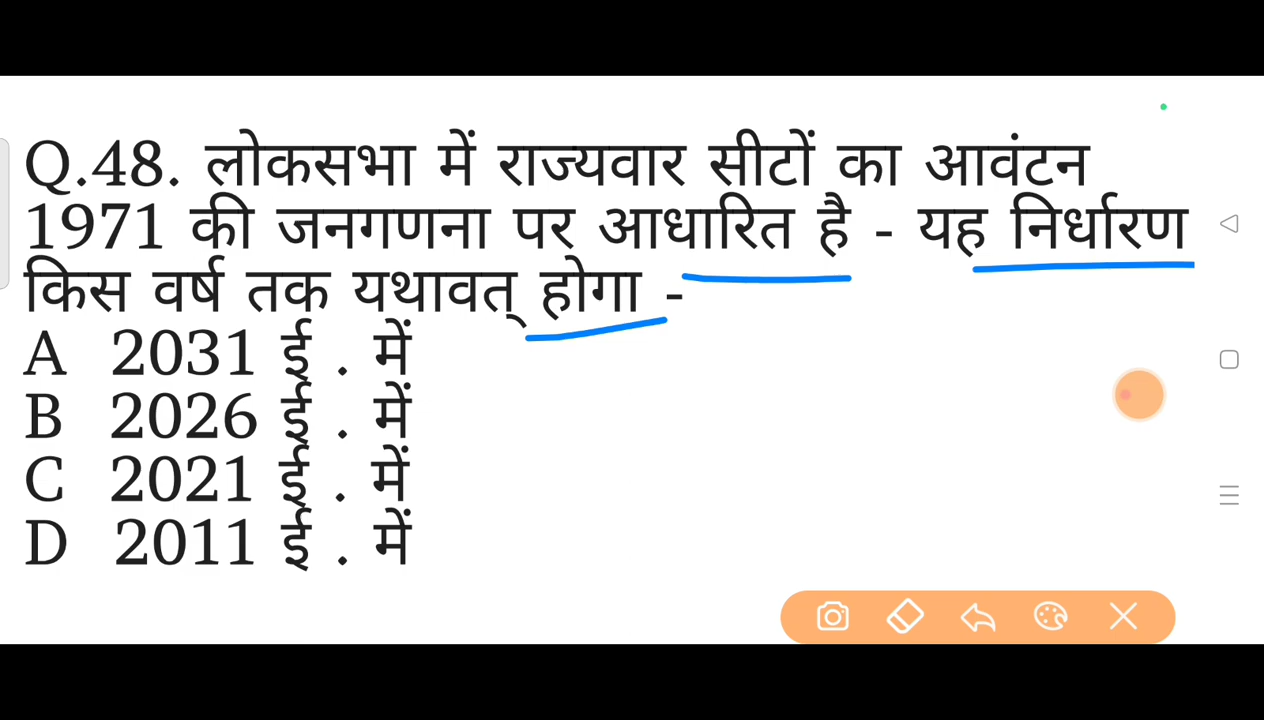 Q.48. लोकसभा में राज्यवार सीटों का आवंटन
1971 की जनगणना पर आधारित है - यह निर्धारण
किस वर्ष तक यथावत् होगा -
A 2031 ई . में
B 2026 ई . में
C 2021 ई . में
D 2011 ई . में